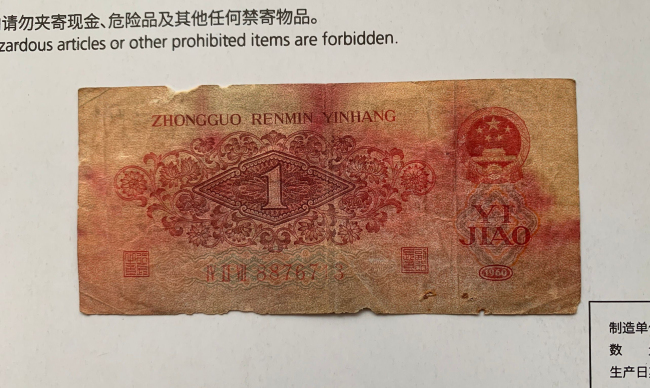 请勿夹寄现金、危险品及其他任何禁寄物品。
zardous articles or other prohibited items are forbidden.
ZHONGGUO RENMIN YINHANG
1
YI
JIAO
1960
制造单
数
生产日